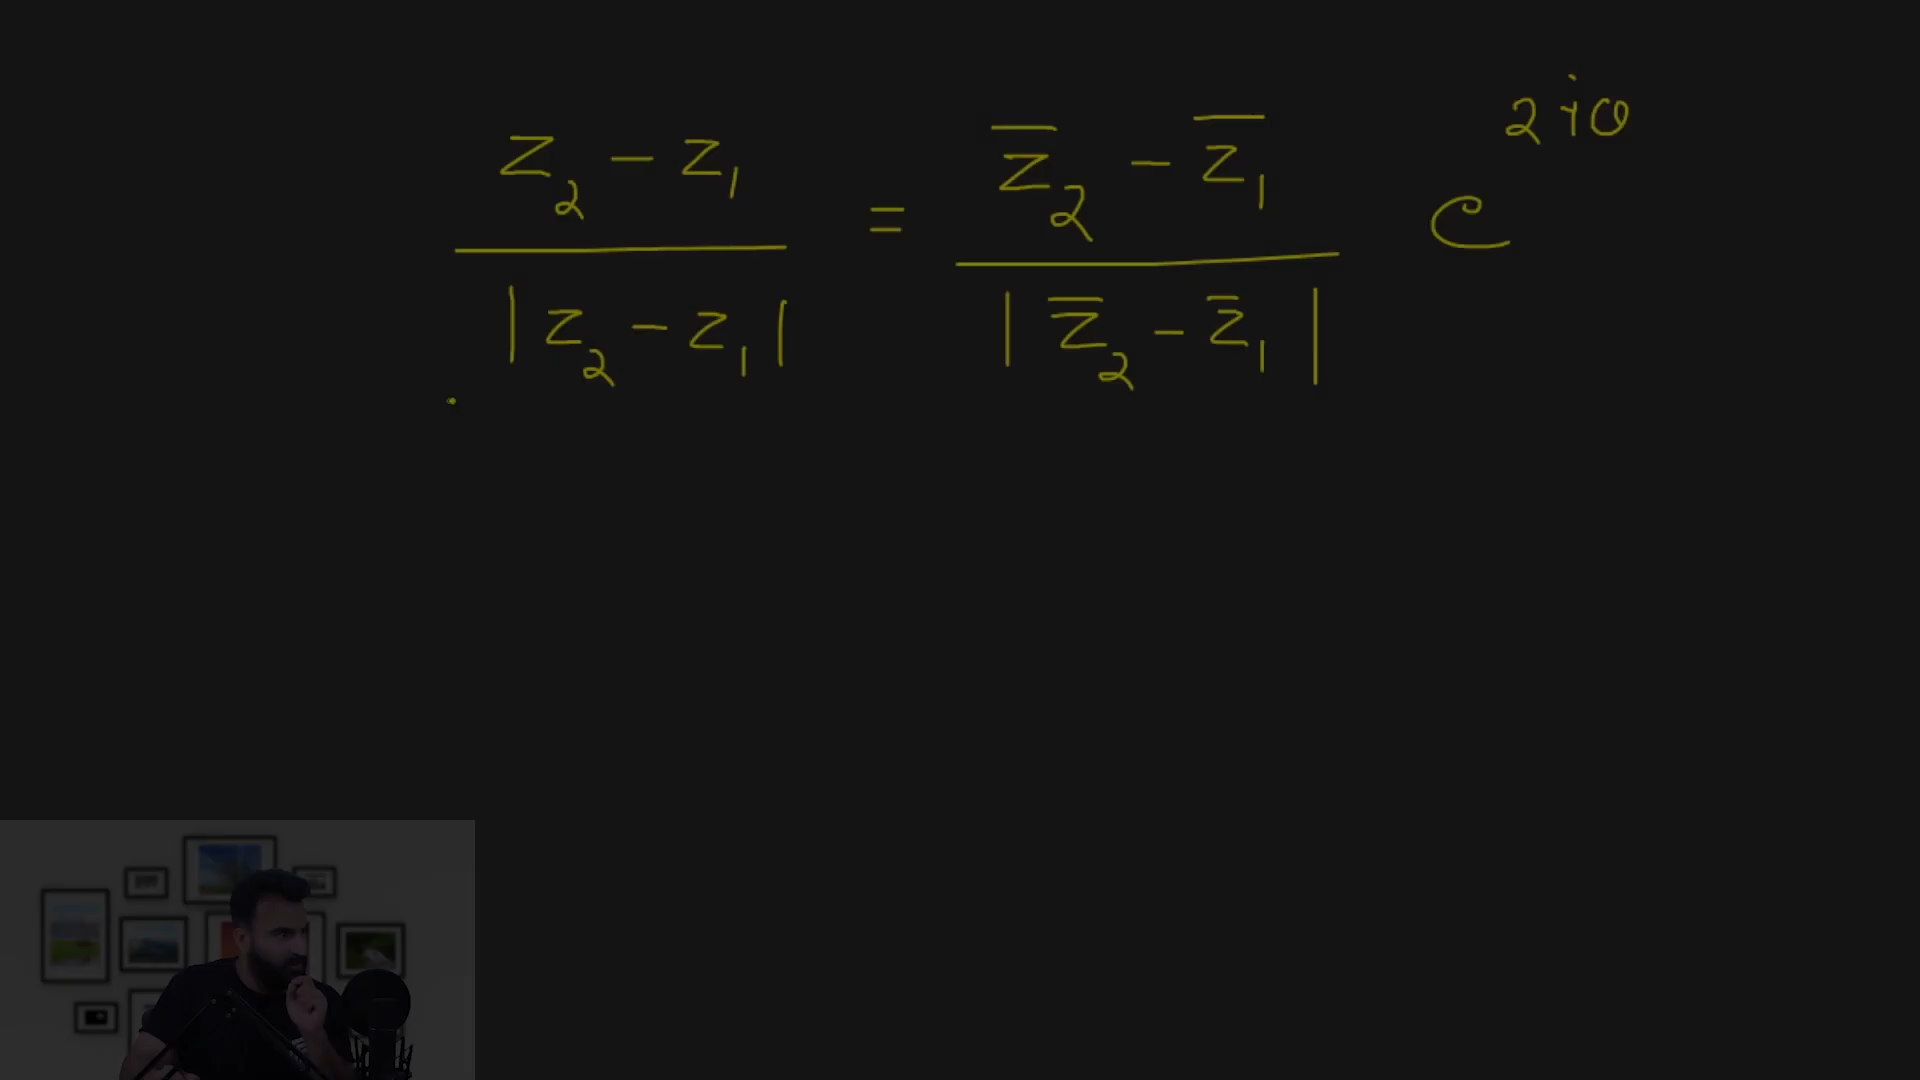 z₂ − z₁ / |z₂ − z₁| = z̅₂ − z̅₁ / |z̅₂ − z̅₁| e^{2iθ}